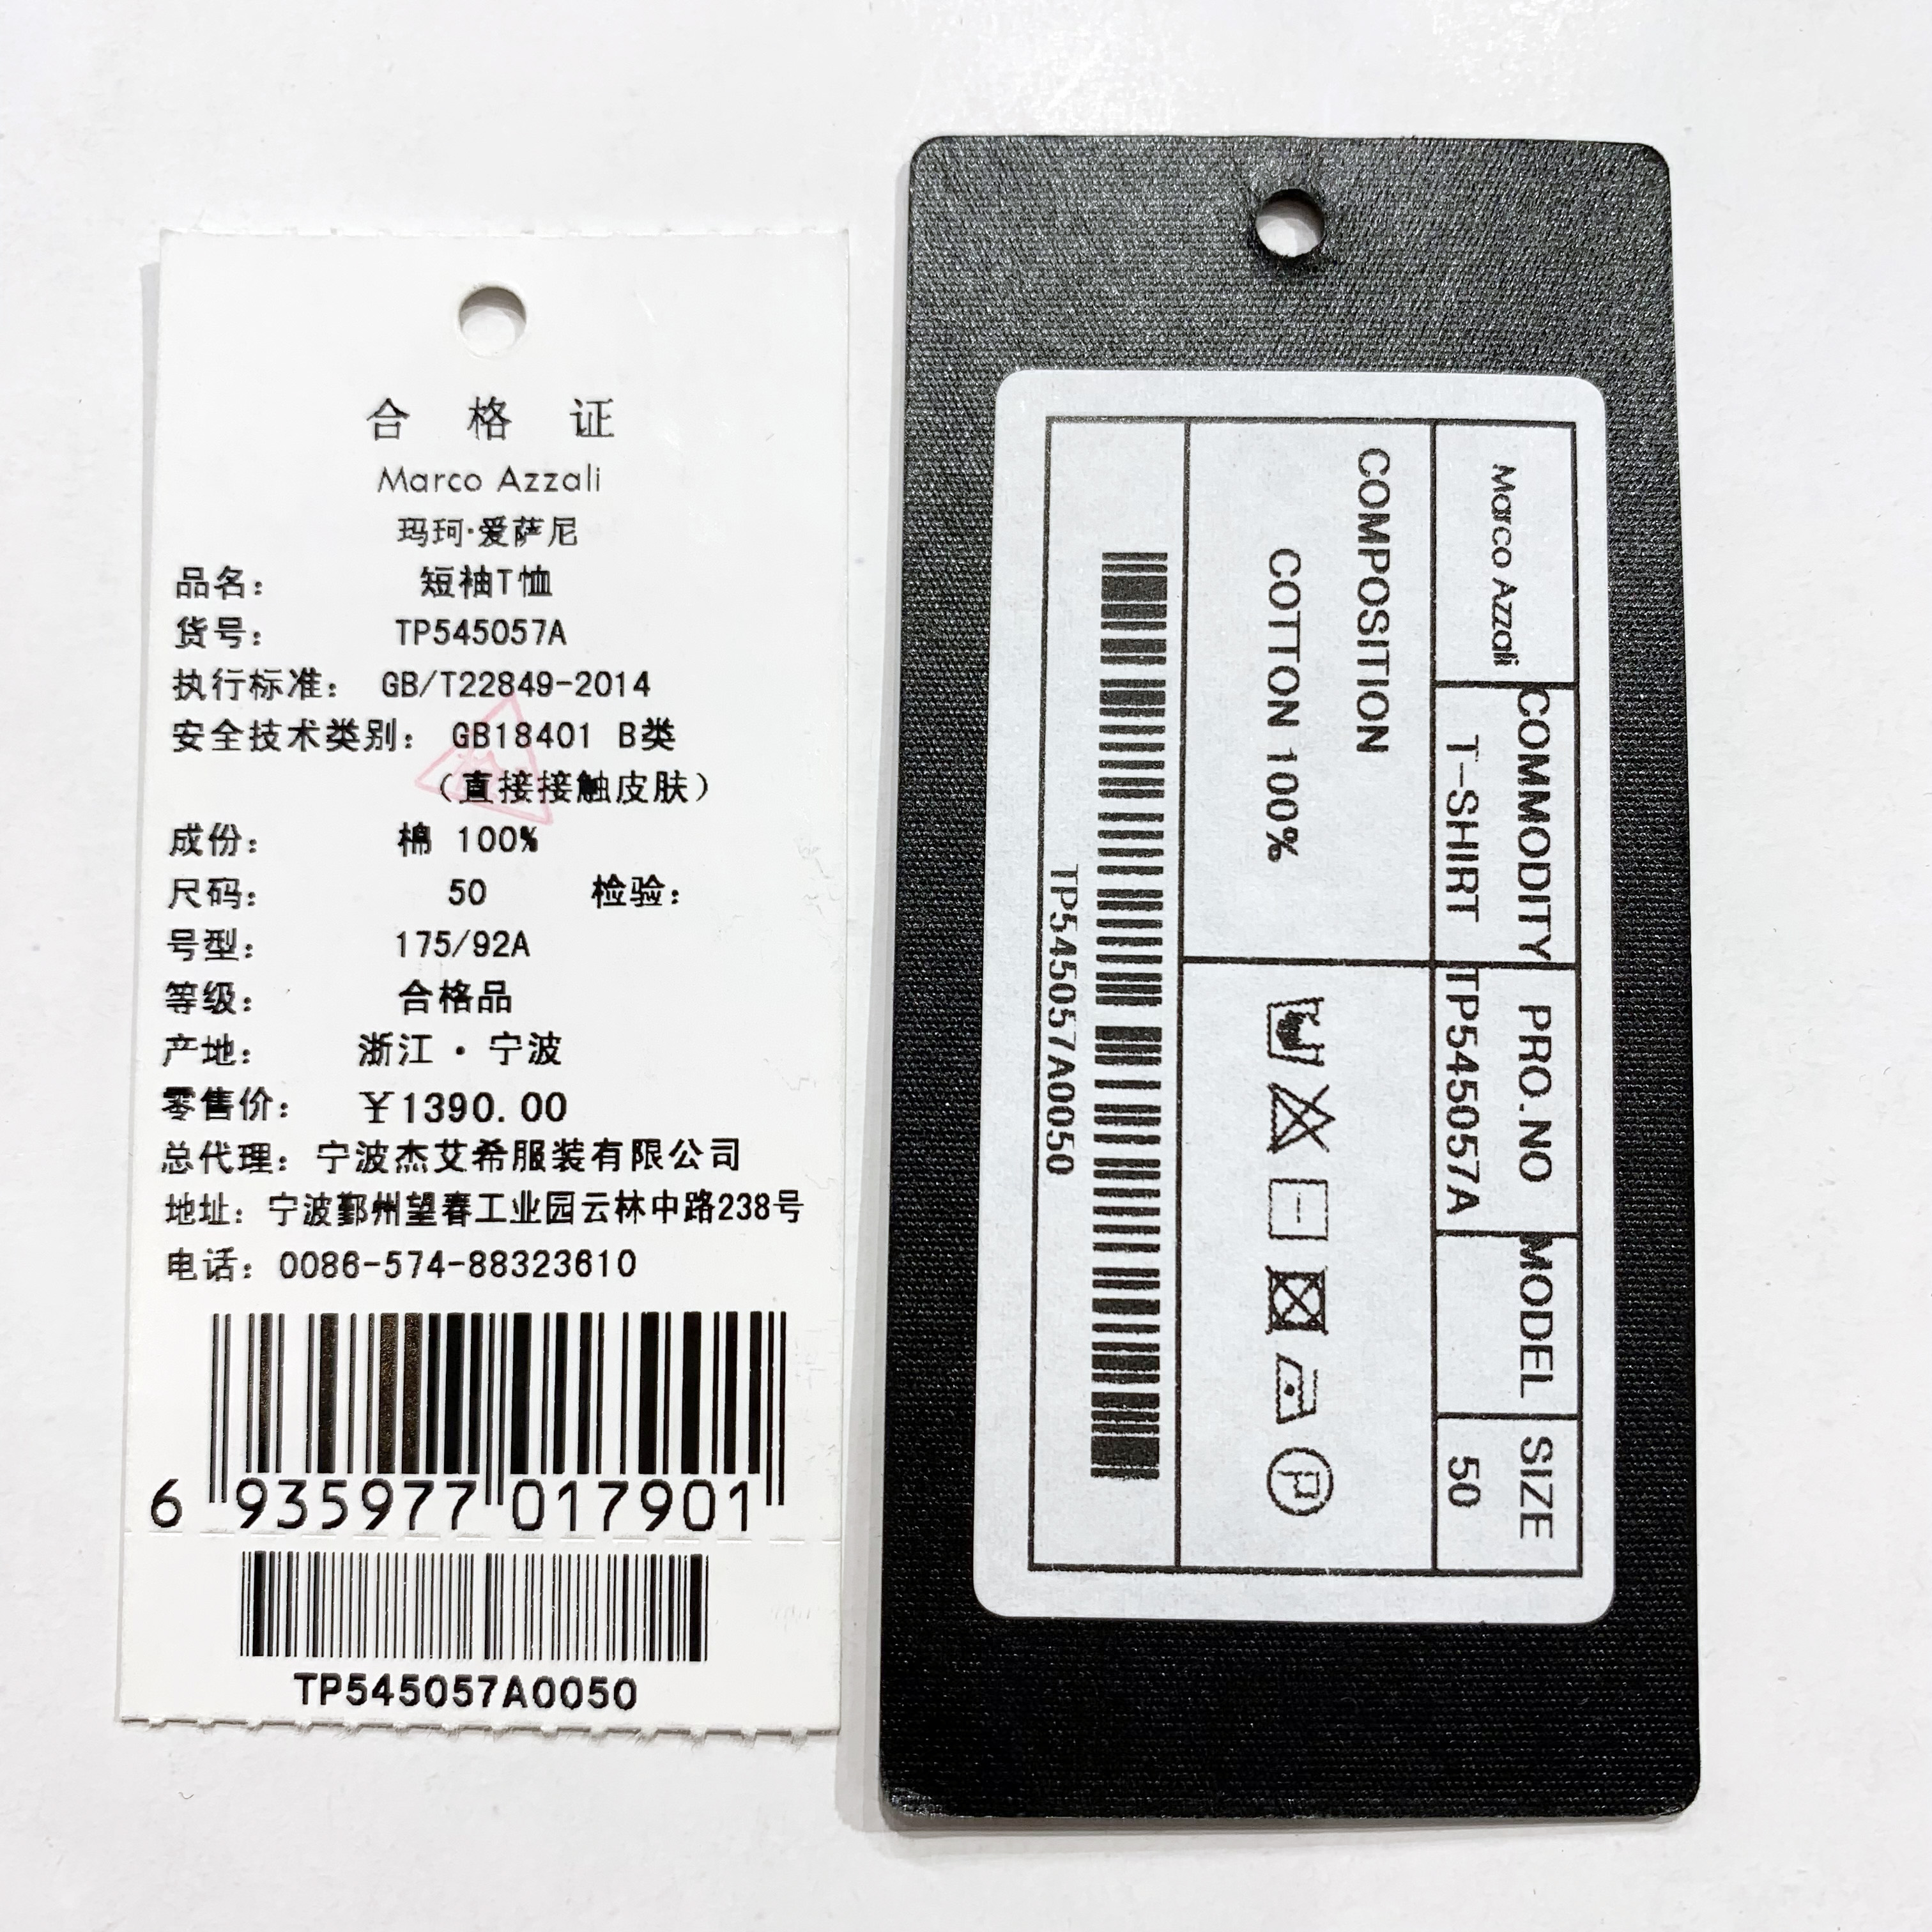 合 格 证
Marco Azzali
玛珂·爱萨尼
品名： 短袖T恤
货号： TP545057A
执行标准： GB/T22849-2014
安全技术类别： GB18401 B类
（直接接触皮肤）
成份： 棉 100%
尺码： 50 检验：
号型： 175/92A
等级： 合格品
产地： 浙江·宁波
零售价： ¥1390.00
总代理：宁波杰艾希服装有限公司
地址：宁波鄞州望春工业园云林中路238号
电话：0086-574-88323610
6 935977 017901
TP545057A0050
Marco Azzali COMMODITY PRO.NO MODEL SIZE
T-SHIRT TP545057A 50
COMPOSITION
COTTON 100%
P
TP545057A0050